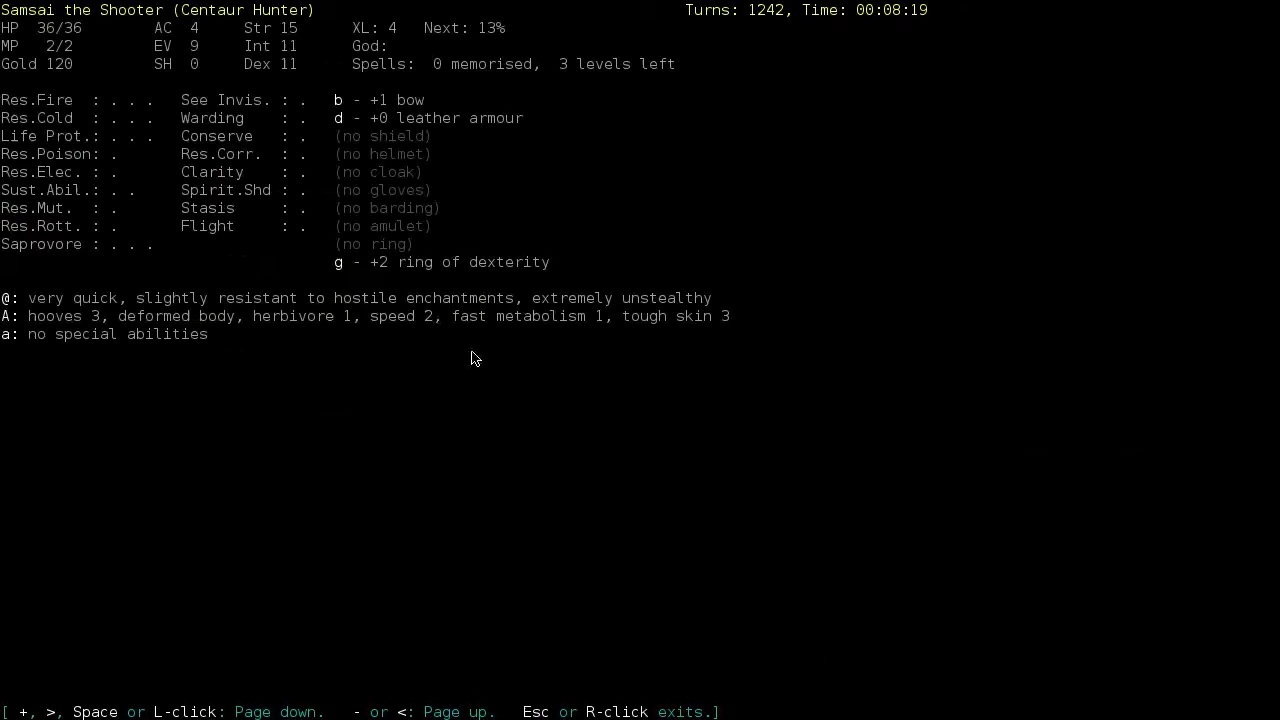 Samsai the Shooter (Centaur Hunter) Turns: 1242, Time: 00:08:19
HP 36/36 AC 4 Str 15 XL: 4 Next: 13%
MP 2/2 EV 9 Int 11 God:
Gold 120 SH 0 Dex 11 Spells: 0 memorised, 3 levels left
Res.Fire : . . . See Invis. : . b - +1 bow
Res.Cold : . . . Warding : . d - +0 leather armour
Life Prot.: . . . Conserve : . (no shield)
Res.Poison: . Res.Corr. : . (no helmet)
Res.Elec. : . Clarity : . (no cloak)
Sust.Abil.: . . Spirit.Shd : . (no gloves)
Res.Mut. : . Stasis : . (no barding)
Res.Rott. : . Flight : . (no amulet)
Saprovore : . . . (no ring)
g - +2 ring of dexterity
@: very quick, slightly resistant to hostile enchantments, extremely unstealthy
A: hooves 3, deformed body, herbivore 1, speed 2, fast metabolism 1, tough skin 3
a: no special abilities
[ +, >, Space or L-click: Page down. - or <: Page up. Esc or R-click exits.]